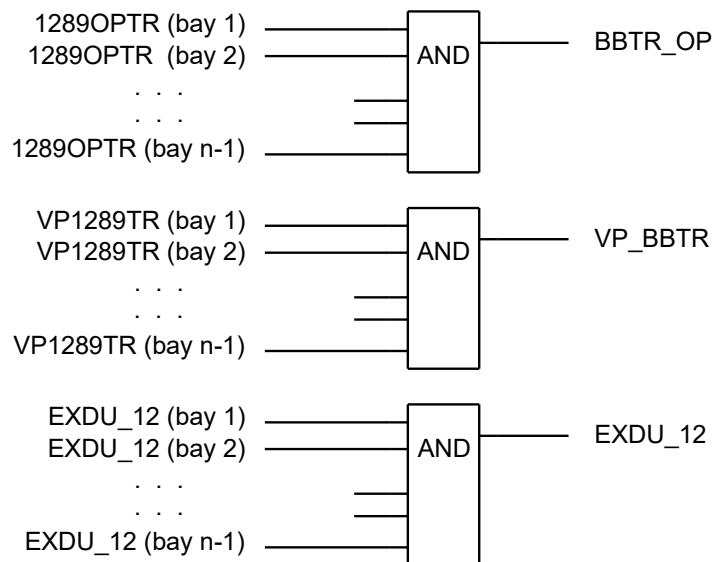 1289OPTR (bay 1)
1289OPTR (bay 2)
. . .
. . .
1289OPTR (bay n-1)
AND
BBTR_OP
VP1289TR (bay 1)
VP1289TR (bay 2)
. . .
. . .
VP1289TR (bay n-1)
AND
VP_BBTR
EXDU_12 (bay 1)
EXDU_12 (bay 2)
. . .
. . .
EXDU_12 (bay n-1)
AND
EXDU_12